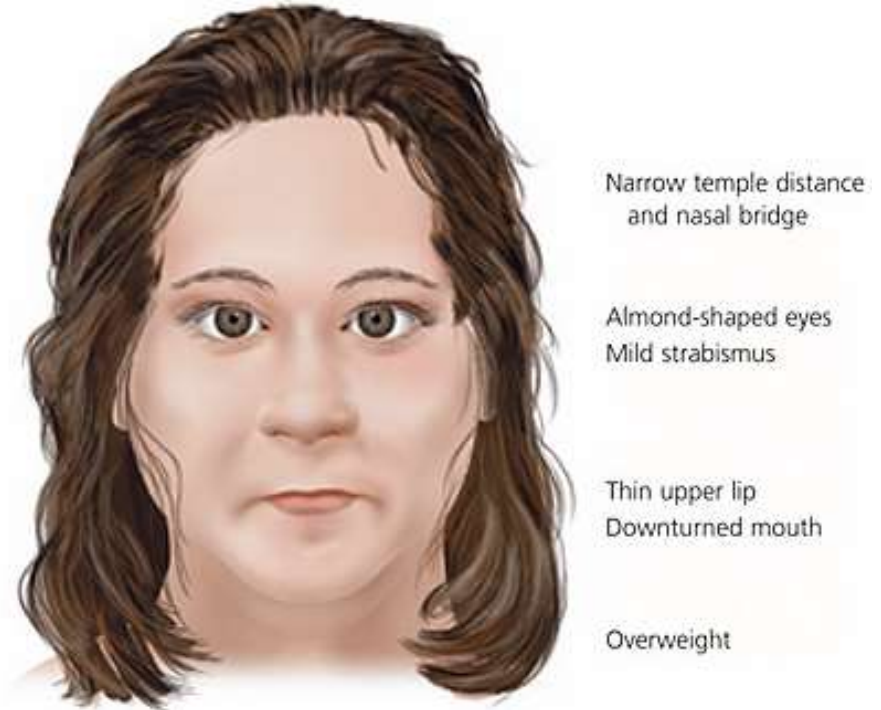 Narrow temple distance
and nasal bridge
Almond-shaped eyes
Mild strabismus
Thin upper lip
Downturned mouth
Overweight